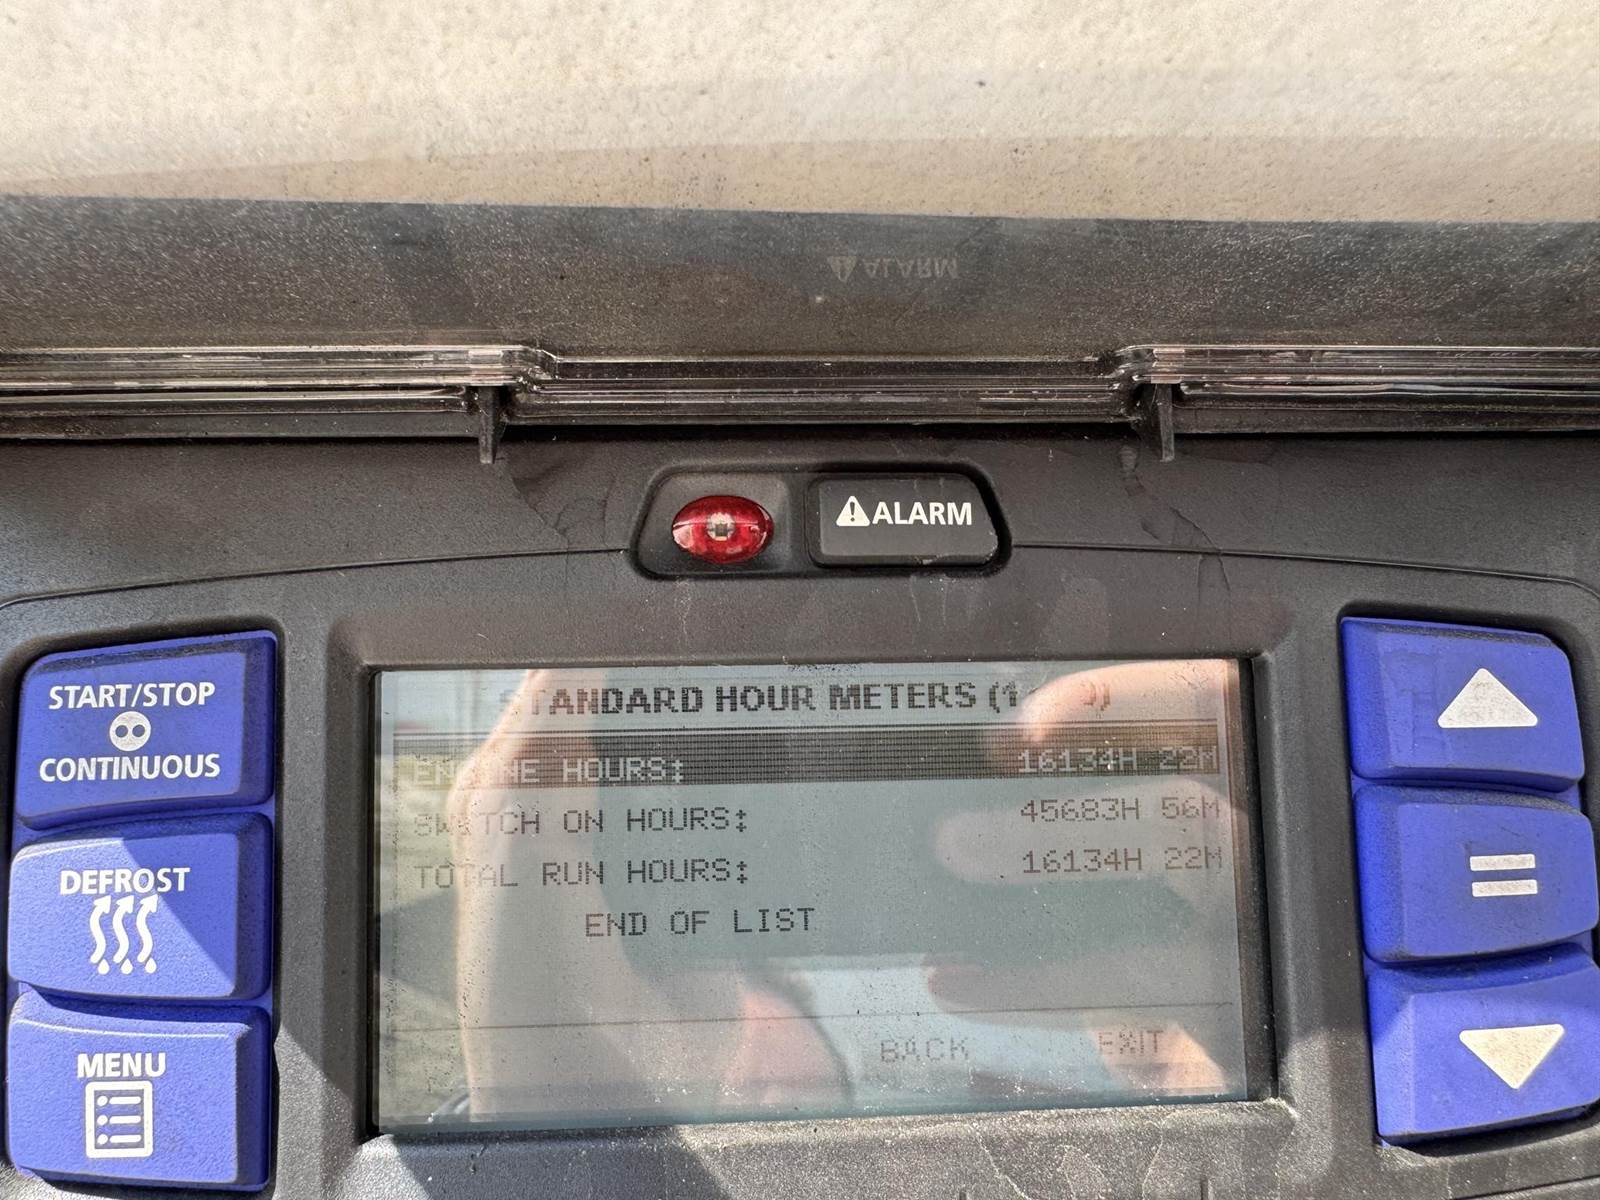 ALARM
START/STOP
CONTINUOUS
DEFROST
MENU
STANDARD HOUR METERS
ENGINE HOURS: 16134H 22M
SWITCH ON HOURS: 45683H 56M
TOTAL RUN HOURS: 16134H 22M
END OF LIST
BACK EXIT